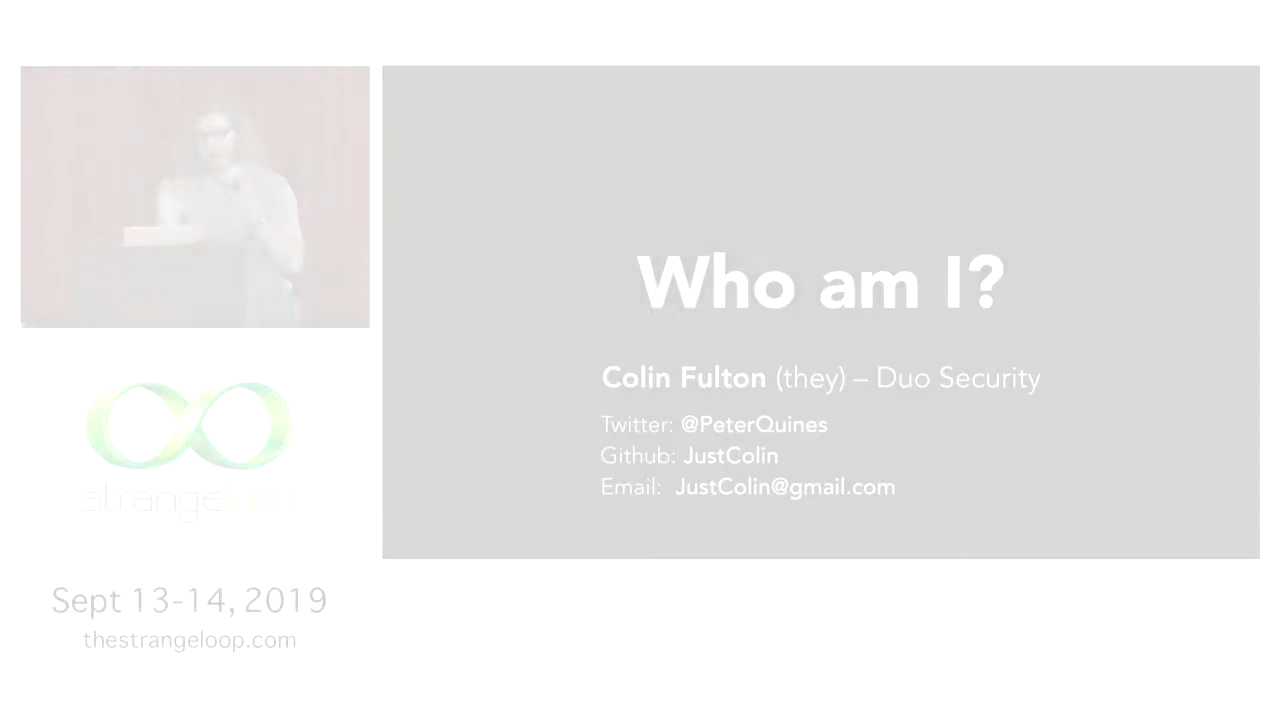 Who am I?
Colin Fulton (they) – Duo Security
Twitter: @PeterQuines
Github: JustColin
Email: JustColin@gmail.com
strangeloop
Sept 13-14, 2019
thestrangeloop.com